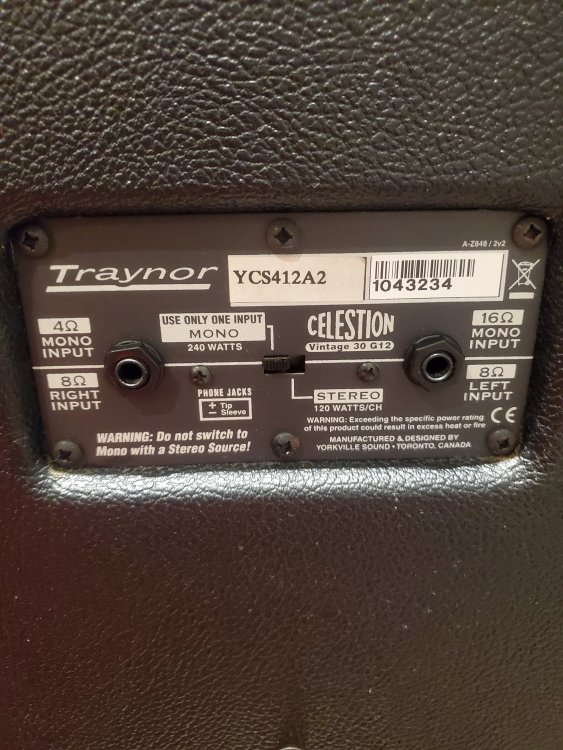 A-Z848 / 2v2
Traynor
YCS412A2
1043234
4Ω
MONO
INPUT
8Ω
RIGHT
INPUT
USE ONLY ONE INPUT
MONO
240 WATTS
CELESTION
Vintage 30 G12
16Ω
MONO
INPUT
8Ω
LEFT
INPUT
PHONE JACKS
+ Tip
− Sleeve
STEREO
120 WATTS/CH
WARNING: Do not switch to
Mono with a Stereo Source!
WARNING: Exceeding the specific power rating
of this product could result in excess heat or fire
CE
MANUFACTURED & DESIGNED BY
YORKVILLE SOUND • TORONTO, CANADA